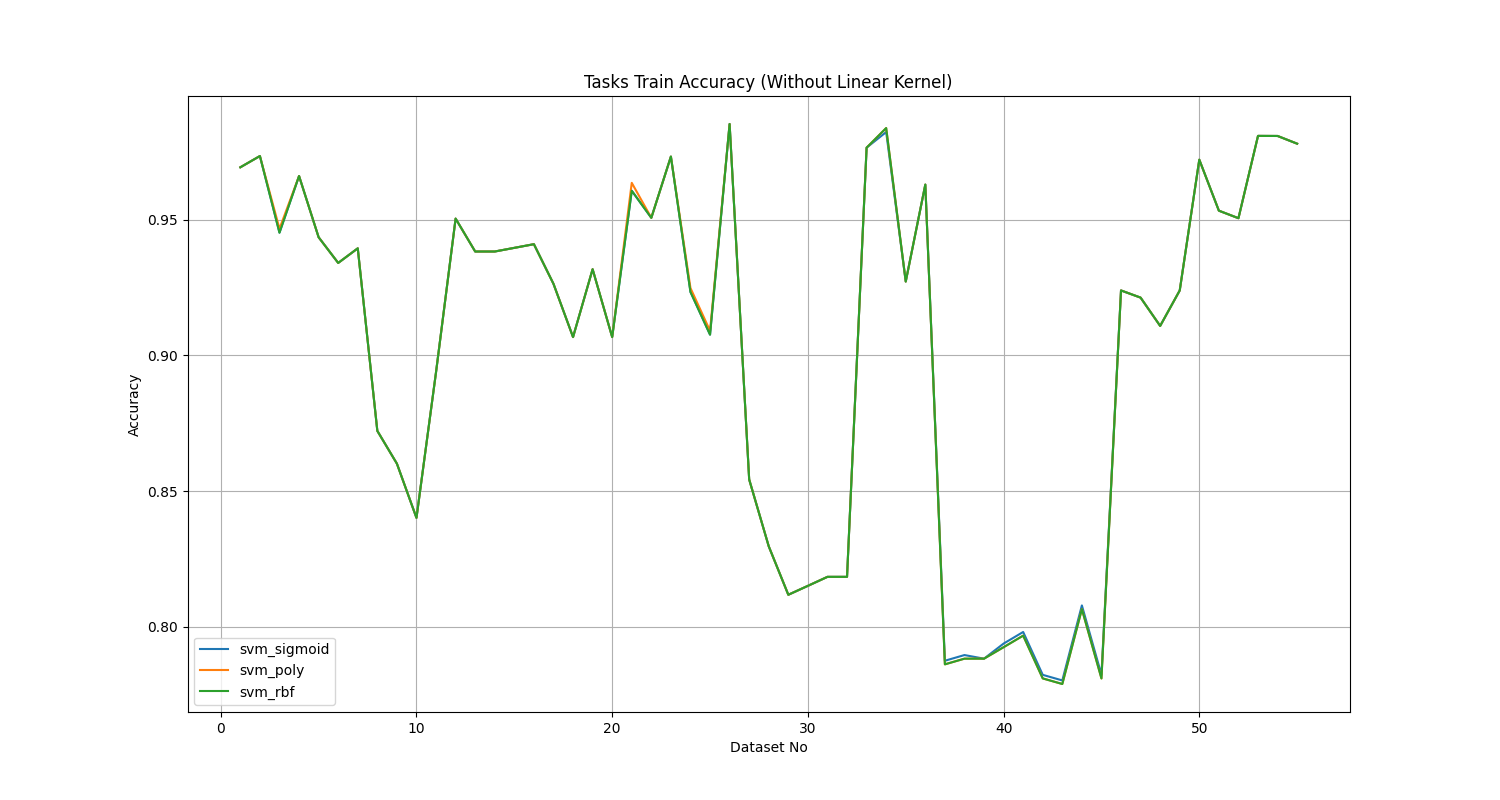 Tasks Train Accuracy (Without Linear Kernel)
0.95
0.90
0.85
0.80
Accuracy
svm_sigmoid
svm_poly
svm_rbf
0 10 20 30 40 50
Dataset No